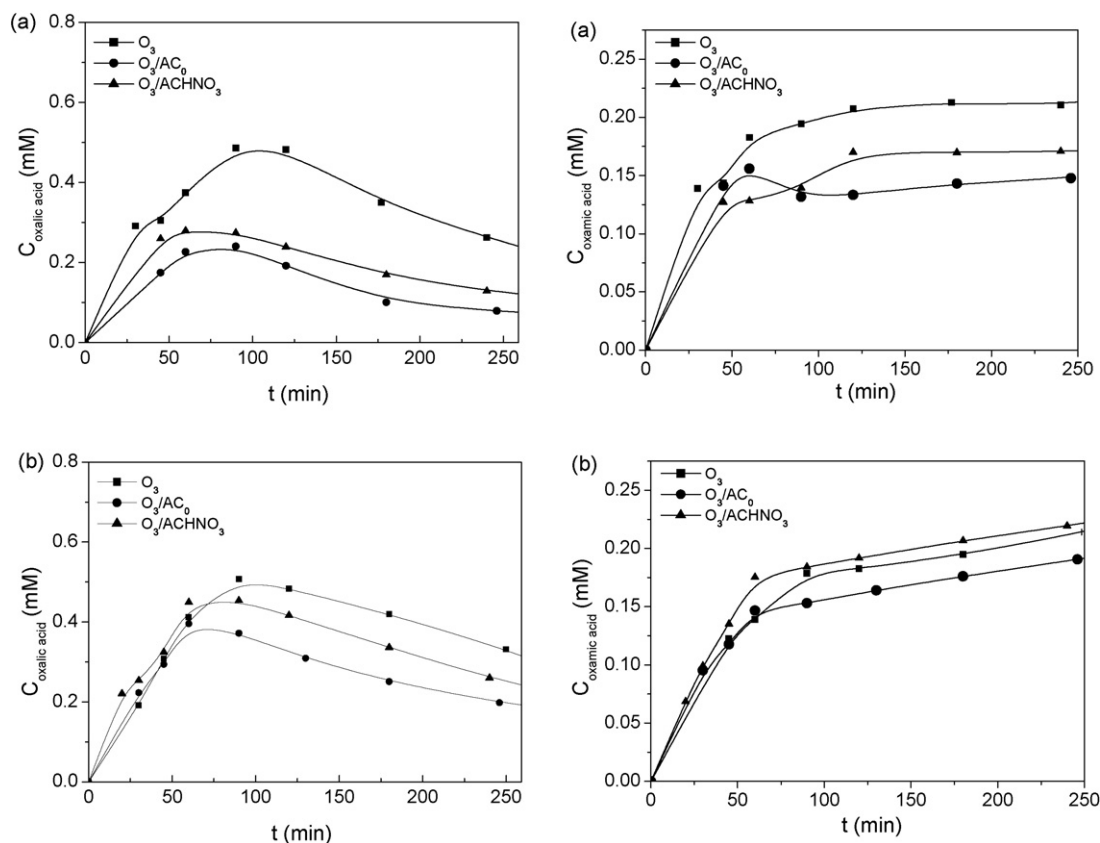 (a)
0.8
0.6
0.4
0.2
0.0
C oxalic acid (mM)
O₃
O₃/AC₀
O₃/ACHNO₃
0 50 100 150 200 250
t (min)
(a)
0.25
0.20
0.15
0.10
0.05
0.00
C oxamic acid (mM)
O₃
O₃/AC₀
O₃/ACHNO₃
0 50 100 150 200 250
t (min)
(b)
0.8
0.6
0.4
0.2
0.0
C oxalic acid (mM)
O₃
O₃/AC₀
O₃/ACHNO₃
0 50 100 150 200 250
t (min)
(b)
0.25
0.20
0.15
0.10
0.05
0.00
C oxamic acid (mM)
O₃
O₃/AC₀
O₃/ACHNO₃
0 50 100 150 200 250
t (min)